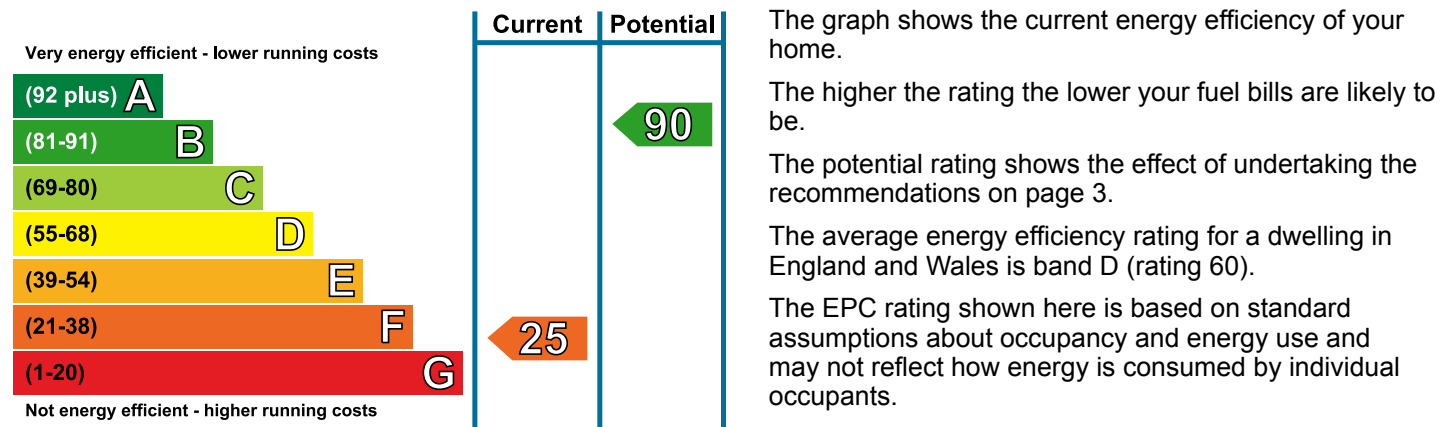 Current Potential
Very energy efficient - lower running costs
(92 plus) A
(81-91) B
(69-80) C
(55-68) D
(39-54) E
(21-38) F
(1-20) G
Not energy efficient - higher running costs
90
25
The graph shows the current energy efficiency of your
home.
The higher the rating the lower your fuel bills are likely to
be.
The potential rating shows the effect of undertaking the
recommendations on page 3.
The average energy efficiency rating for a dwelling in
England and Wales is band D (rating 60).
The EPC rating shown here is based on standard
assumptions about occupancy and energy use and
may not reflect how energy is consumed by individual
occupants.